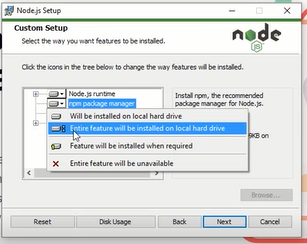 Node.js Setup
Custom Setup
Select the way you want features to be installed.
node
JS
Click the icons in the tree below to change the way features will be installed.
Node.js runtime
npm package manager
Install npm, the recommended
package manager for Node.js.
Will be installed on local hard drive
Entire feature will be installed on local hard drive
Feature will be installed when required
Entire feature will be unavailable
9KB on
Browse...
Reset
Disk Usage
Back
Next
Cancel